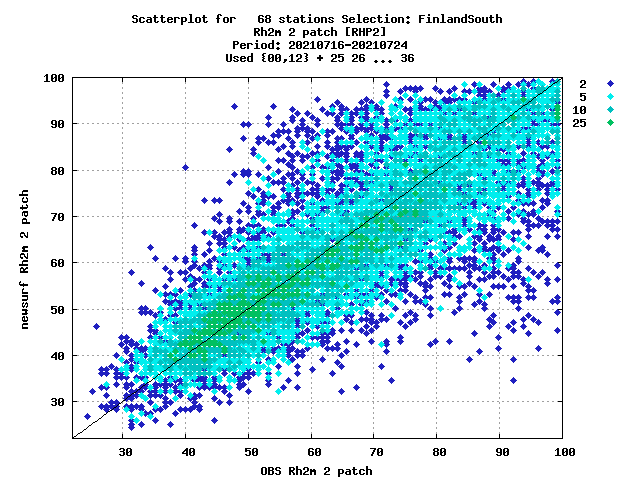 Scatterplot for   68 stations Selection: FinlandSouth
Rh2m 2 patch [RHP2]
Period: 20210716-20210724
Used {00,12} + 25 26 ... 36
100
90
80
70
60
50
40
30
newsurf Rh2m 2 patch
30 40 50 60 70 80 90 100
OBS Rh2m 2 patch
2
5
10
25